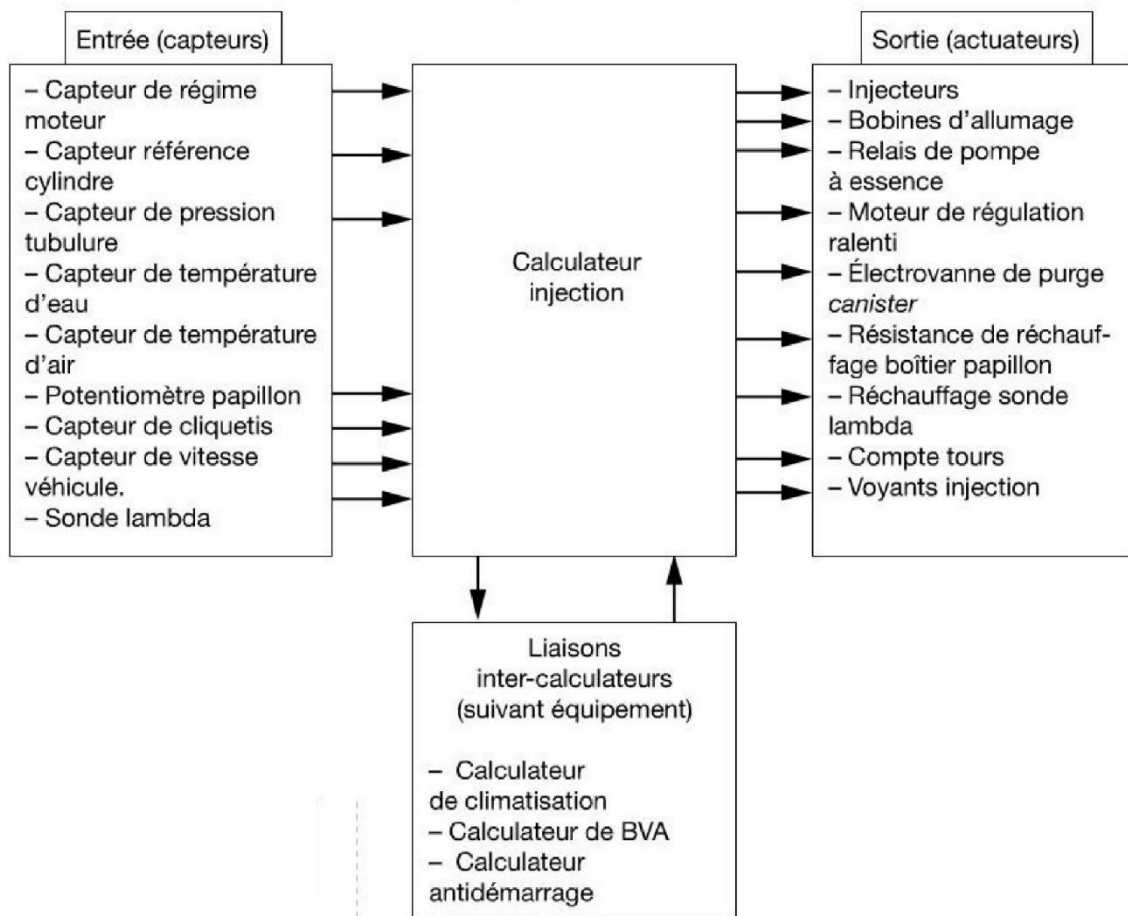 Entrée (capteurs)
– Capteur de régime
moteur
– Capteur référence
cylindre
– Capteur de pression
tubulure
– Capteur de température
d'eau
– Capteur de température
d'air
– Potentiomètre papillon
– Capteur de cliquetis
– Capteur de vitesse
véhicule.
– Sonde lambda
Calculateur
injection
Sortie (actuateurs)
– Injecteurs
– Bobines d'allumage
– Relais de pompe
à essence
– Moteur de régulation
ralenti
– Électrovanne de purge
canister
– Résistance de réchauf-
fage boîtier papillon
– Réchauffage sonde
lambda
– Compte tours
– Voyants injection
Liaisons
inter-calculateurs
(suivant équipement)
– Calculateur
de climatisation
– Calculateur de BVA
– Calculateur
antidémarrage